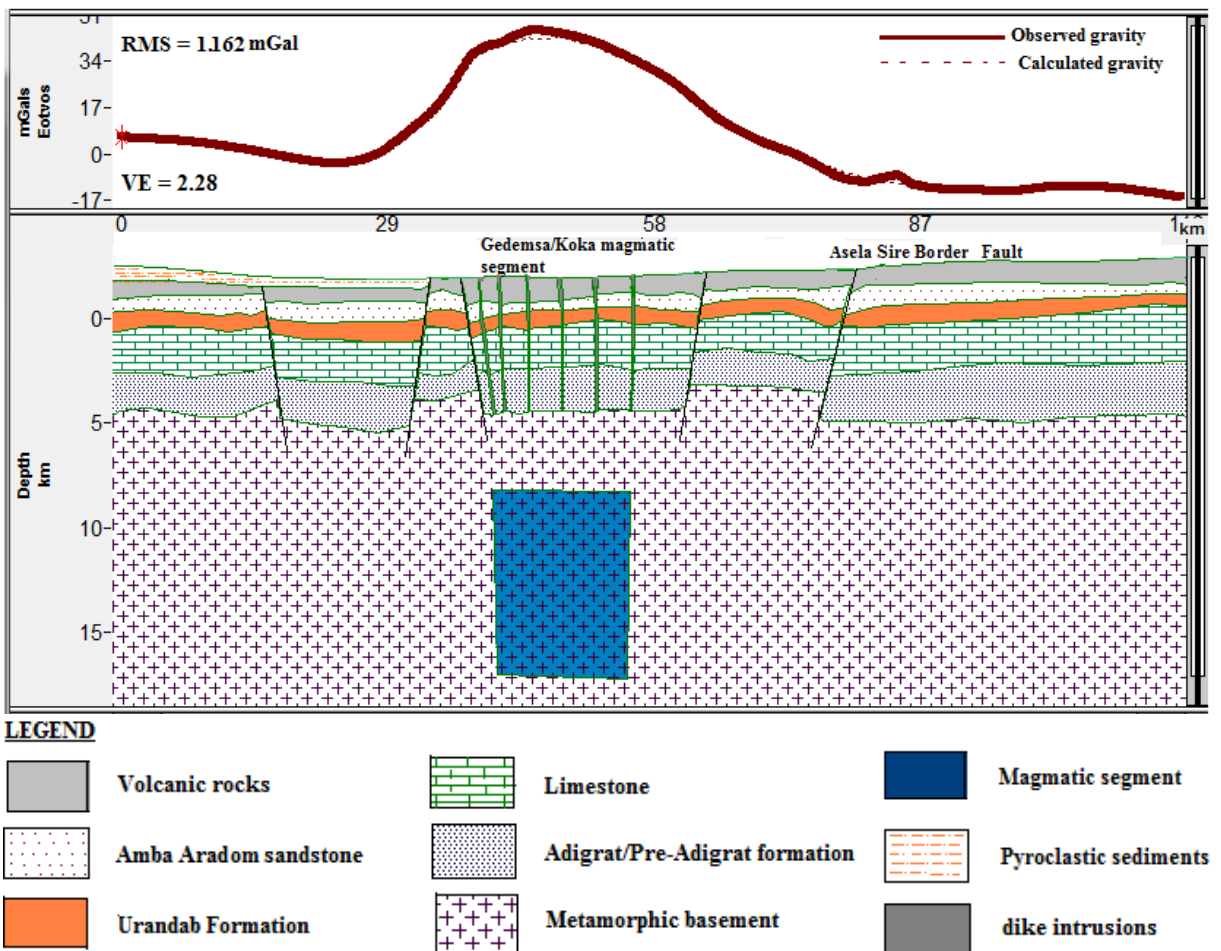 51
RMS = 1.162 mGal
Observed gravity
34
Calculated gravity
mGals
Eotvos
17
0
VE = 2.28
-17
0 29 58 87
km
Gedemsa/Koka magmatic
segment
Asela Sire Border Fault
0
5
Depth
km
10
15
LEGEND
Volcanic rocks
Limestone
Magmatic segment
Amba Aradom sandstone
Adigrat/Pre-Adigrat formation
Pyroclastic sediments
Urandab Formation
Metamorphic basement
dike intrusions